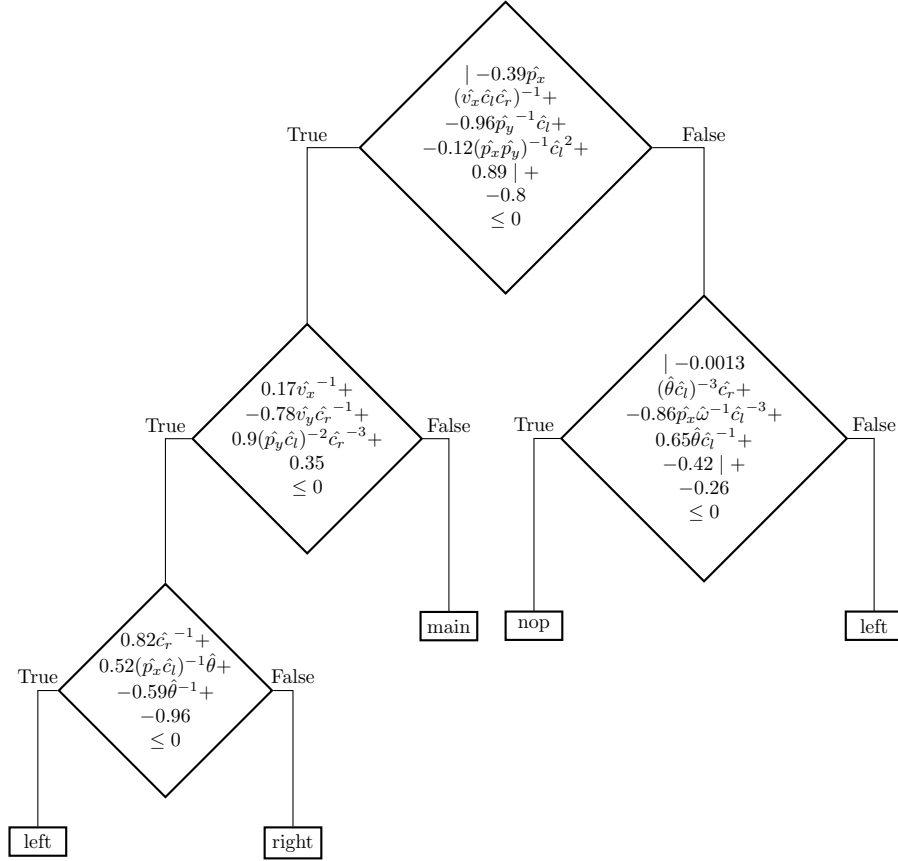 | −0.39p̂ₓ
(v̂ₓĉₗĉᵣ)⁻¹+
−0.96p̂ᵧ⁻¹ĉₗ+
−0.12(p̂ₓp̂ᵧ)⁻¹ĉₗ²+
0.89 | +
−0.8
≤ 0
True
False
0.17v̂ₓ⁻¹+
−0.78v̂ᵧĉᵣ⁻¹+
0.9(p̂ᵧĉₗ)⁻²ĉᵣ⁻³+
0.35
≤ 0
True
False
| −0.0013
(θ̂ĉₗ)⁻³ĉᵣ+
−0.86p̂ₓω̂⁻¹ĉₗ⁻³+
0.65θ̂ĉₗ⁻¹+
−0.42 | +
−0.26
≤ 0
True
False
main
nop
left
0.82ĉᵣ⁻¹+
0.52(p̂ₓĉₗ)⁻¹θ̂+
−0.59θ̂⁻¹+
−0.96
≤ 0
True
False
left
right